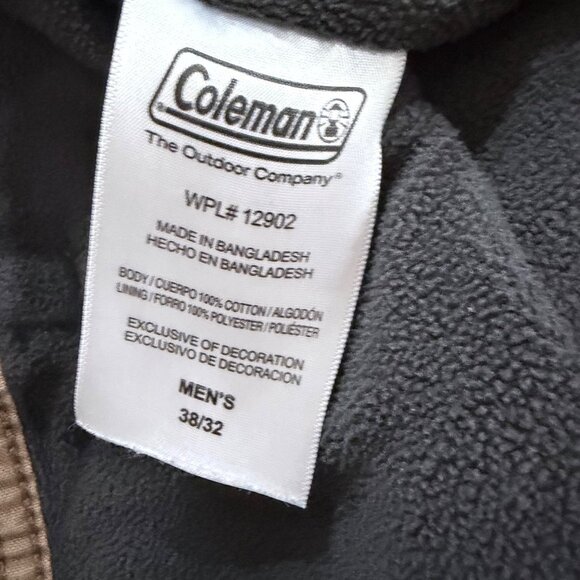 Coleman
The Outdoor Company®
WPL# 12902
MADE IN BANGLADESH
HECHO EN BANGLADESH
BODY / CUERPO 100% COTTON / ALGODÓN
LINING / FORRO 100% POLYESTER / POLIÉSTER
EXCLUSIVE OF DECORATION
EXCLUSIVO DE DECORACION
MEN'S
38/32